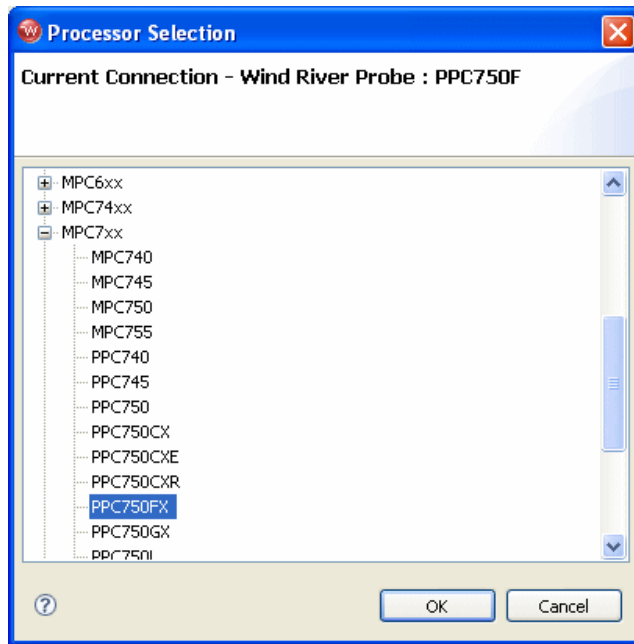 Processor Selection
Current Connection - Wind River Probe : PPC750F
MPC6xx
MPC74xx
MPC7xx
MPC740
MPC745
MPC750
MPC755
PPC740
PPC745
PPC750
PPC750CX
PPC750CXE
PPC750CXR
PPC750FX
PPC750GX
PPC750L
OK
Cancel